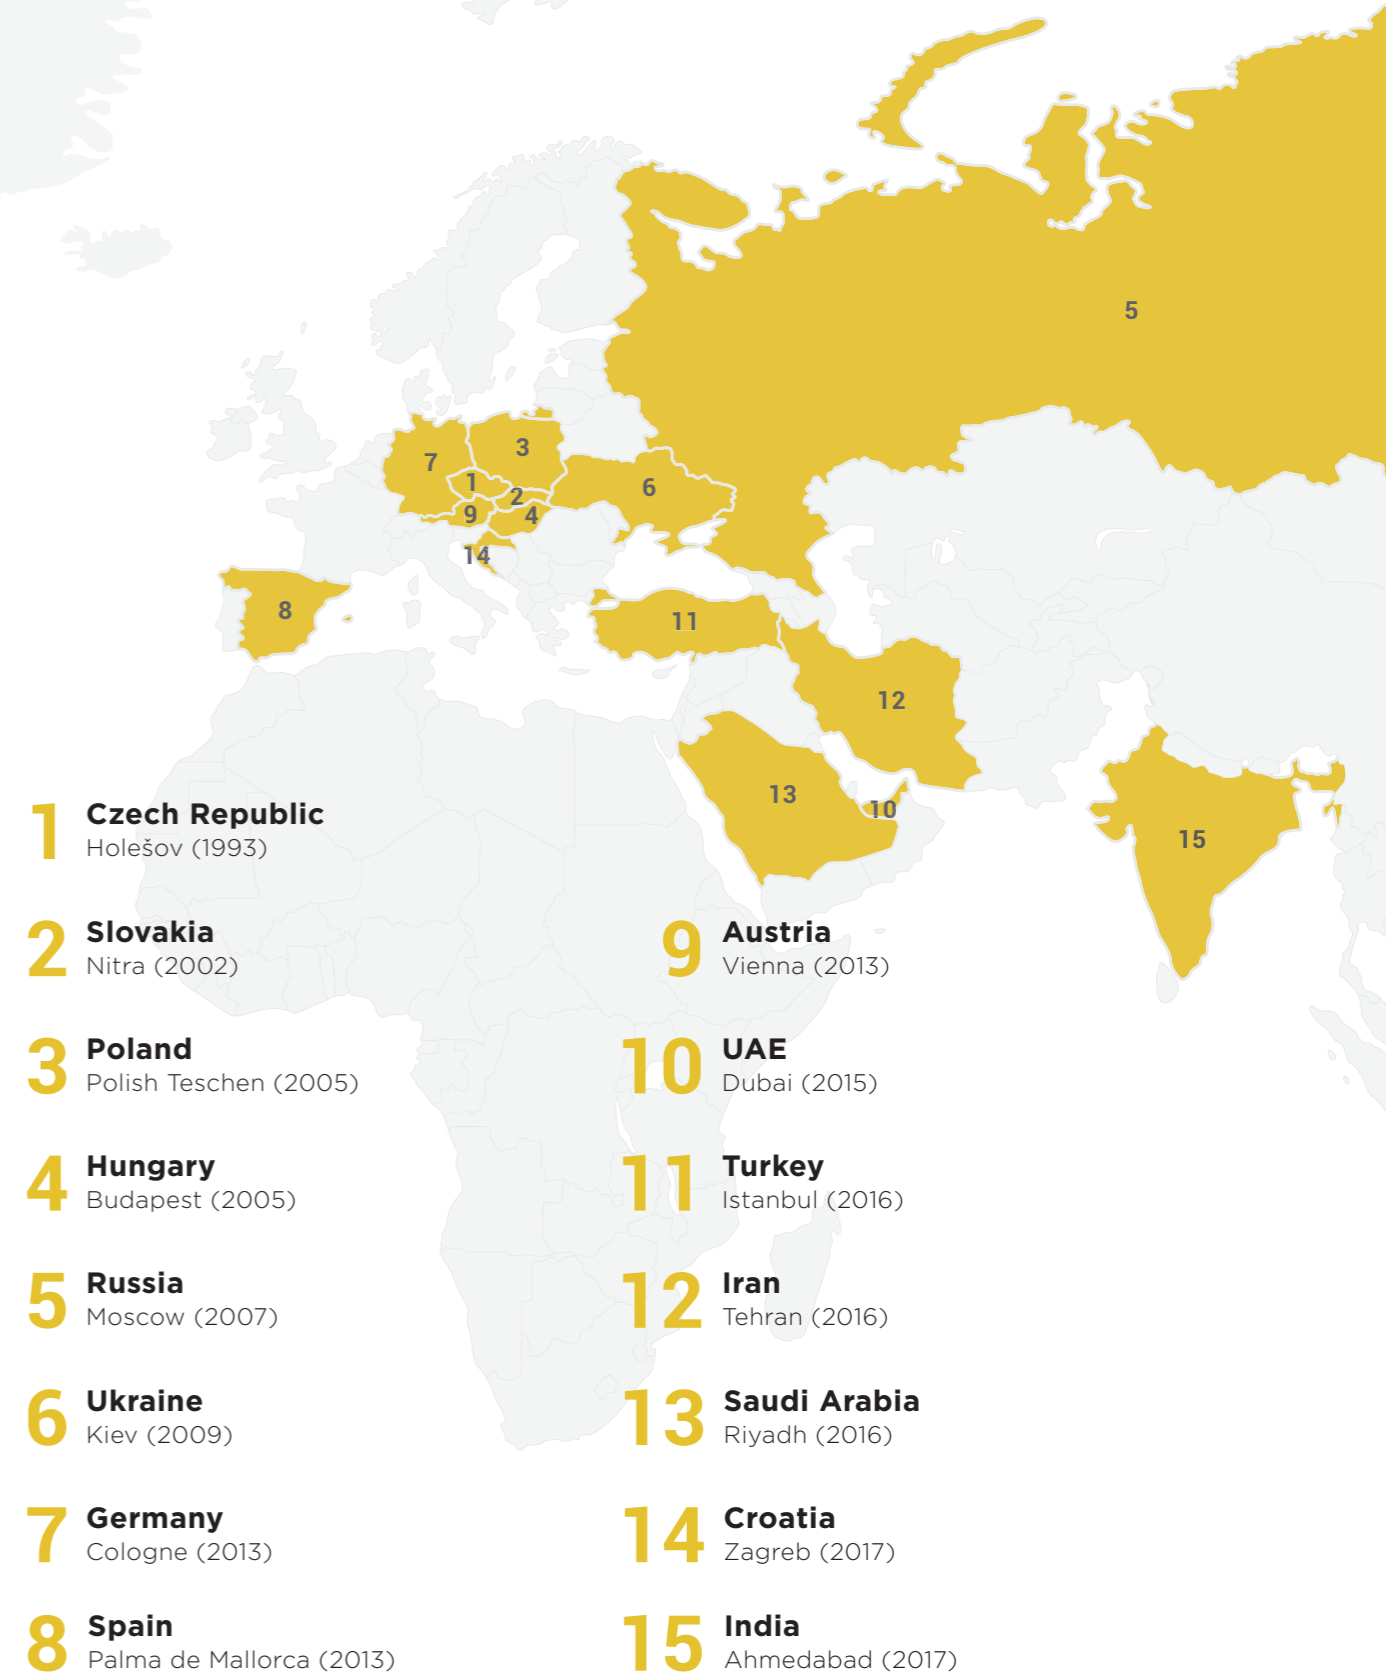 5
3
7
1
2
6
9
4
14
8
11
12
13
10
15
1 Czech Republic
Holešov (1993)
2 Slovakia
Nitra (2002)
3 Poland
Polish Teschen (2005)
4 Hungary
Budapest (2005)
5 Russia
Moscow (2007)
6 Ukraine
Kiev (2009)
7 Germany
Cologne (2013)
8 Spain
Palma de Mallorca (2013)
9 Austria
Vienna (2013)
10 UAE
Dubai (2015)
11 Turkey
Istanbul (2016)
12 Iran
Tehran (2016)
13 Saudi Arabia
Riyadh (2016)
14 Croatia
Zagreb (2017)
15 India
Ahmedabad (2017)